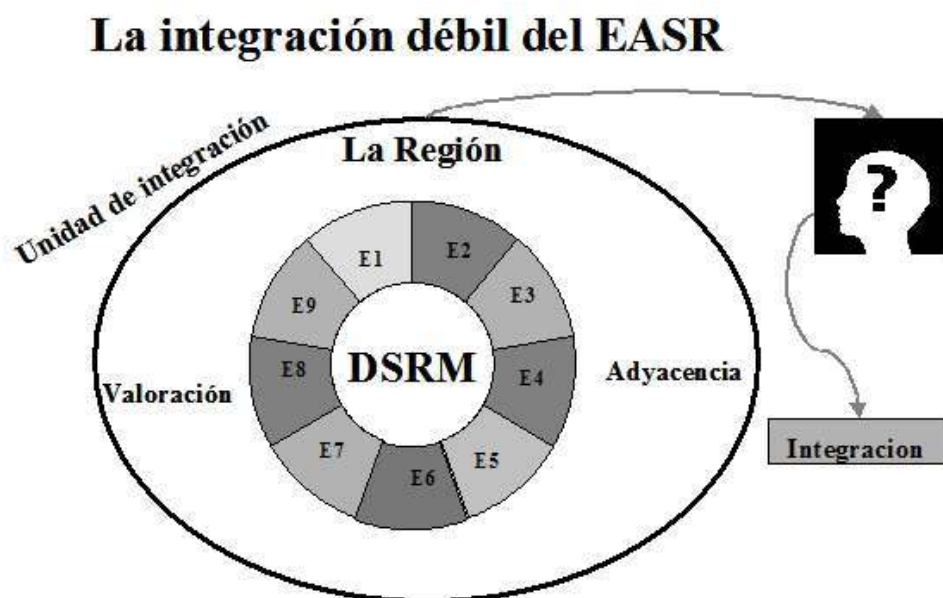 La integración débil del EASR
Unidad de integración
La Región
?
E1
E2
E3
E4
E5
E6
E7
E8
E9
DSRM
Valoración
Adyacencia
Integracion